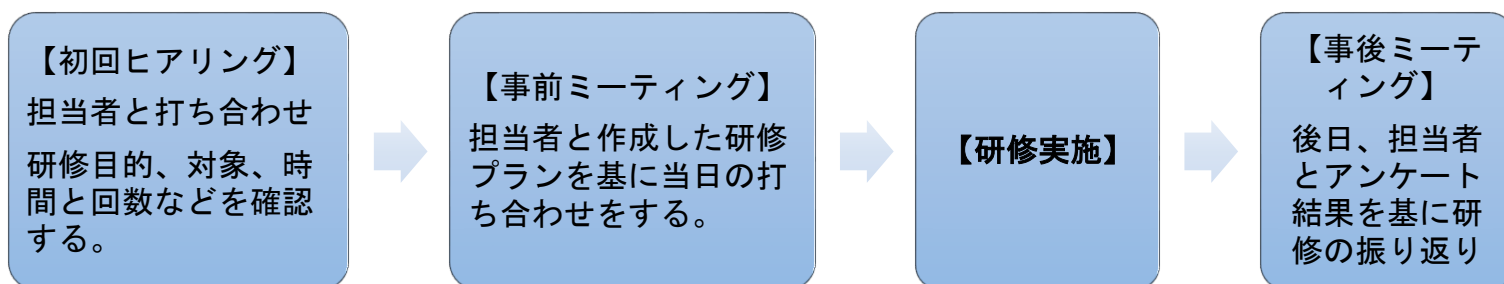 【初回ヒアリング】
担当者と打ち合わせ
研修目的、対象、時
間と回数などを確認
する。
【事前ミーティング】
担当者と作成した研修
プランを基に当日の打
ち合わせをする。
【研修実施】
【事後ミーテ
ィング】
後日、担当者
とアンケート
結果を基に研
修の振り返り